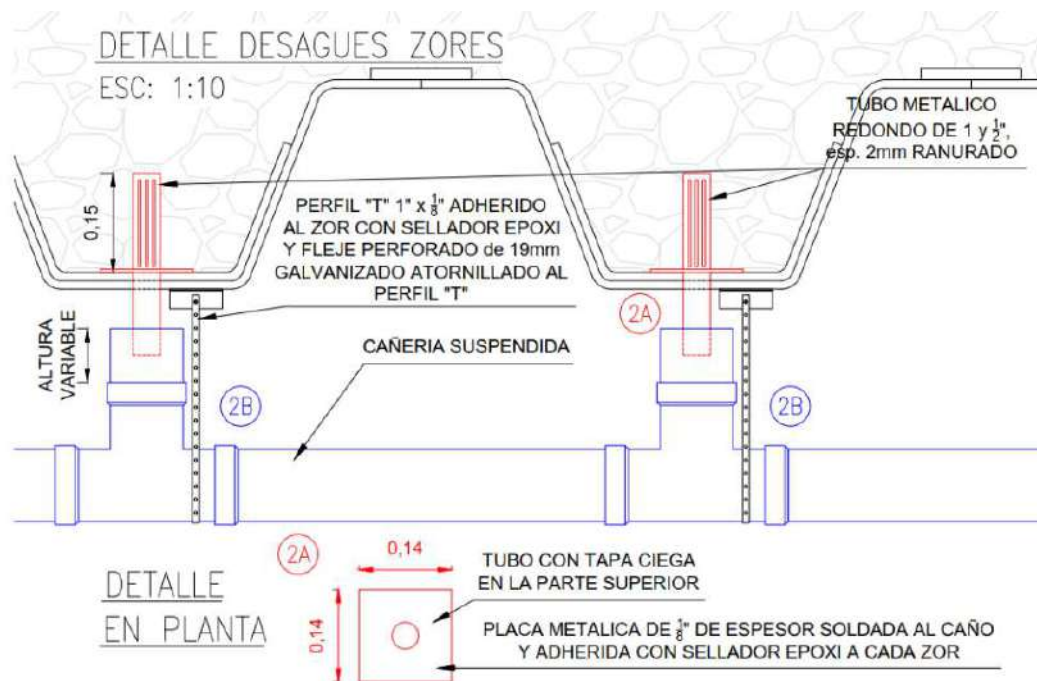 DETALLE DESAGUES ZORES
ESC: 1:10
TUBO METALICO
REDONDO DE 1 y 1/2",
esp. 2mm RANURADO
0,15
PERFIL "T" 1" x 1/8" ADHERIDO
AL ZOR CON SELLADOR EPOXI
Y FLEJE PERFORADO de 19mm
GALVANIZADO ATORNILLADO AL
PERFIL "T"
2A
ALTURA
VARIABLE
CAÑERIA SUSPENDIDA
2B
2B
2A
0,14
DETALLE
EN PLANTA
0,14
TUBO CON TAPA CIEGA
EN LA PARTE SUPERIOR
PLACA METALICA DE 1/8" DE ESPESOR SOLDADA AL CAÑO
Y ADHERIDA CON SELLADOR EPOXI A CADA ZOR